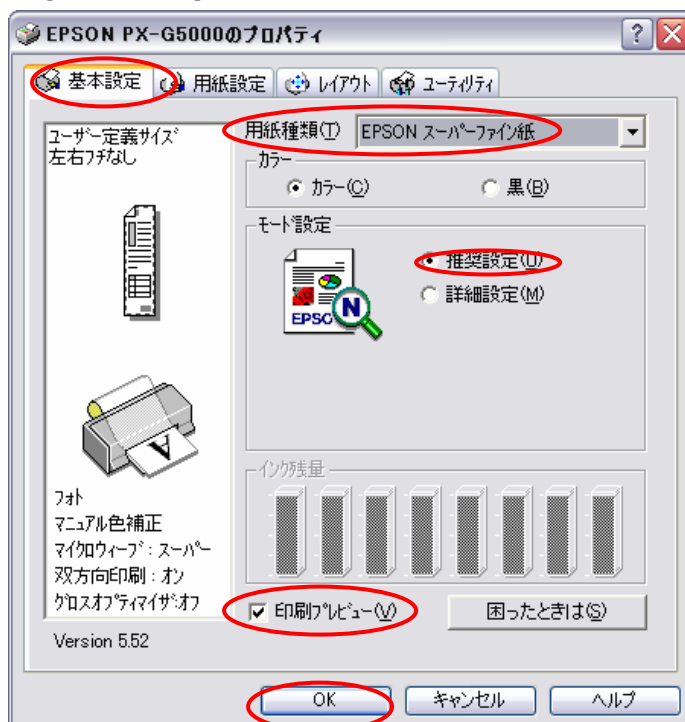 EPSON PX-G5000のプロパティ
基本設定 用紙設定 レイアウト ユーティリティ
ユーザー定義サイズ
左右フチなし
用紙種類(T) EPSON スーパーファイン紙
カラー
カラー(C) 黒(B)
モード設定
推奨設定(U)
詳細設定(M)
EPSO N
フォト
マニュアル色補正
マイクロウィーブ:スーパー
双方向印刷:オン
グロスオプティマイザ:オフ
インク残量
印刷プレビュー(V) 困ったときは(S)
Version 5.52
OK キャンセル ヘルプ